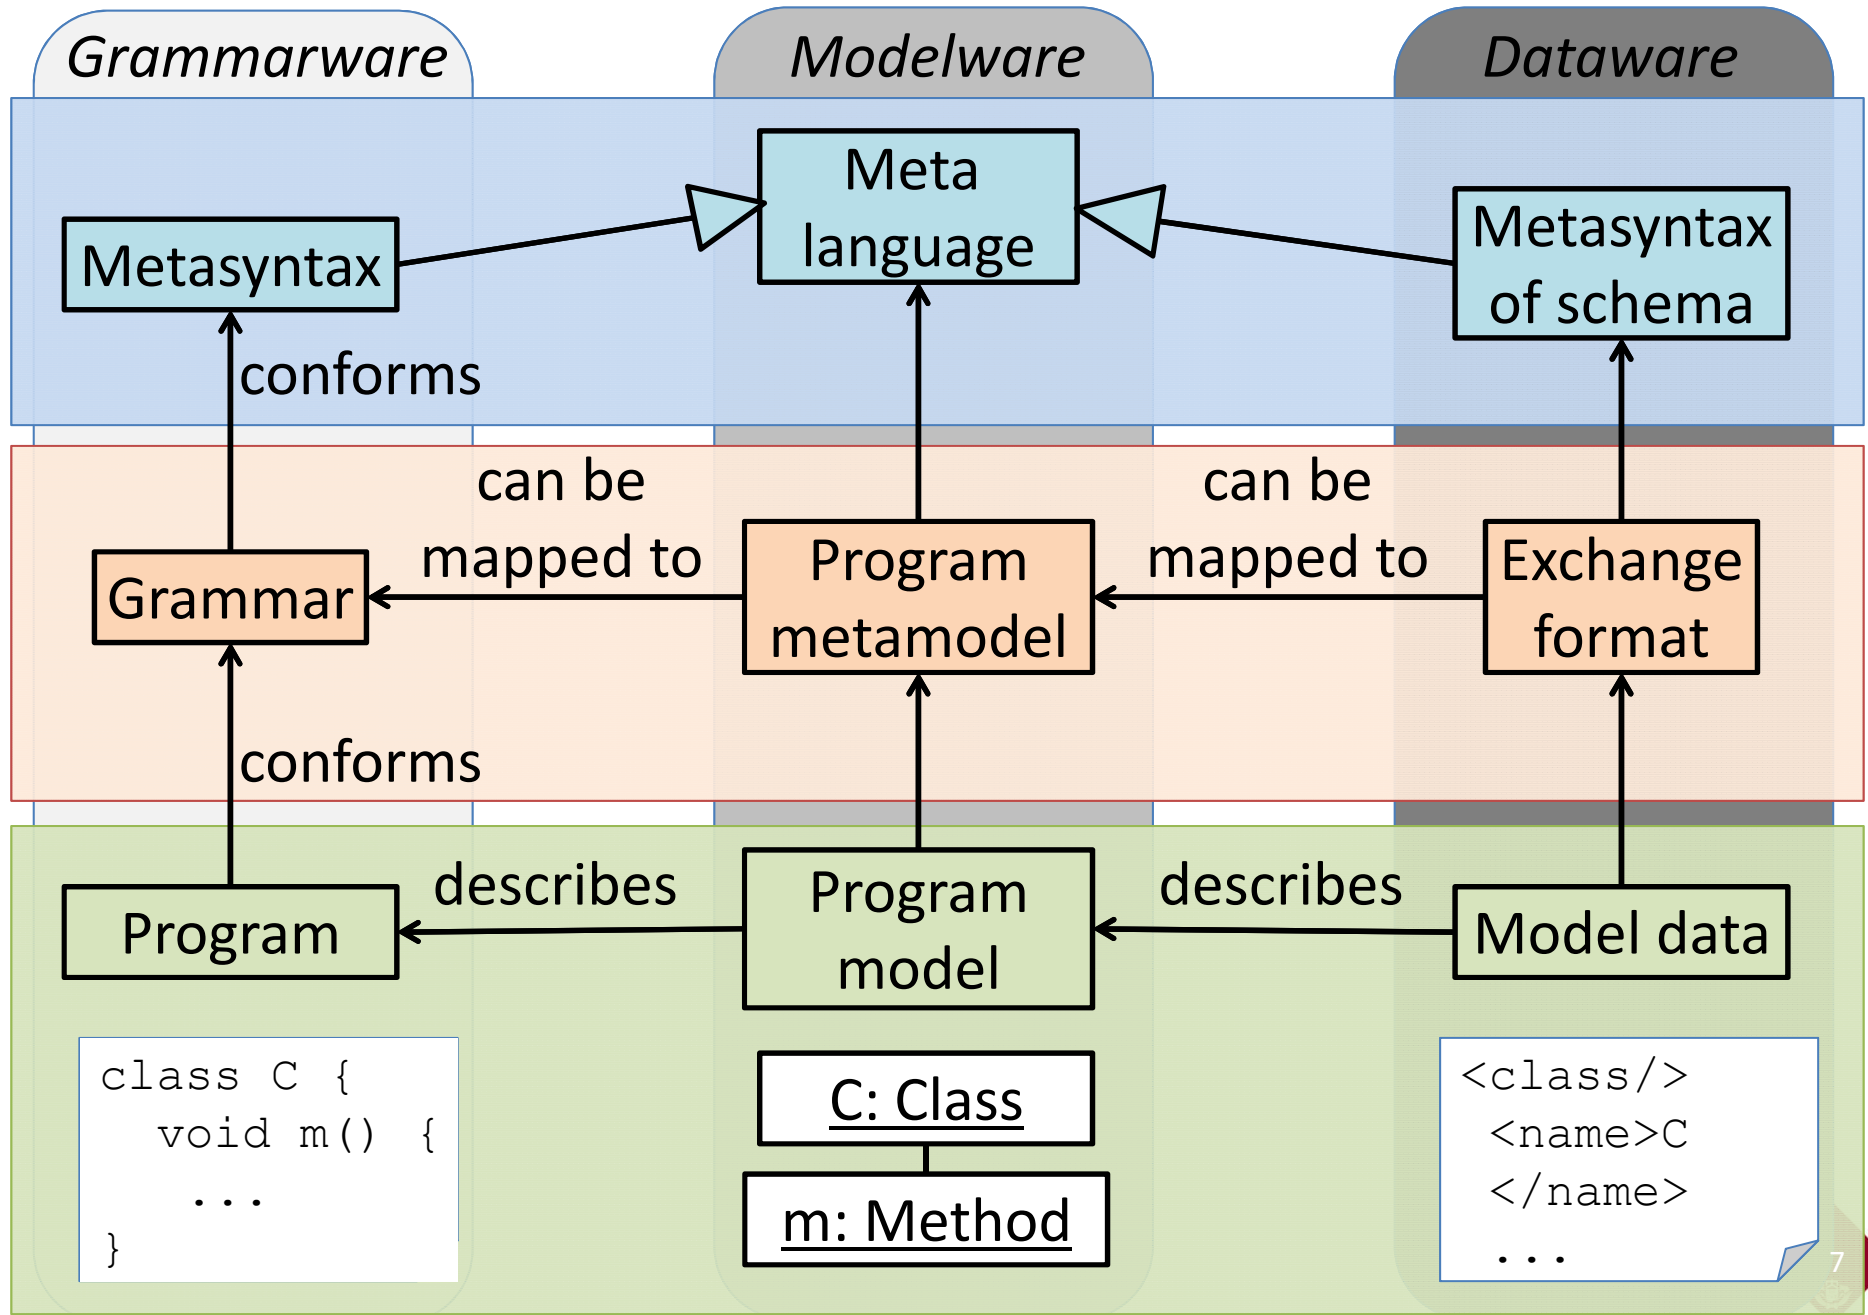 Grammarware
Modelware
Dataware
Meta
language
Metasyntax
Metasyntax
of schema
conforms
can be
mapped to
can be
mapped to
Grammar
Program
metamodel
Exchange
format
conforms
describes
describes
Program
Program
model
Model data
class C {
void m() {
...
}
C: Class
m: Method
<class/>
<name>C
</name>
...
7